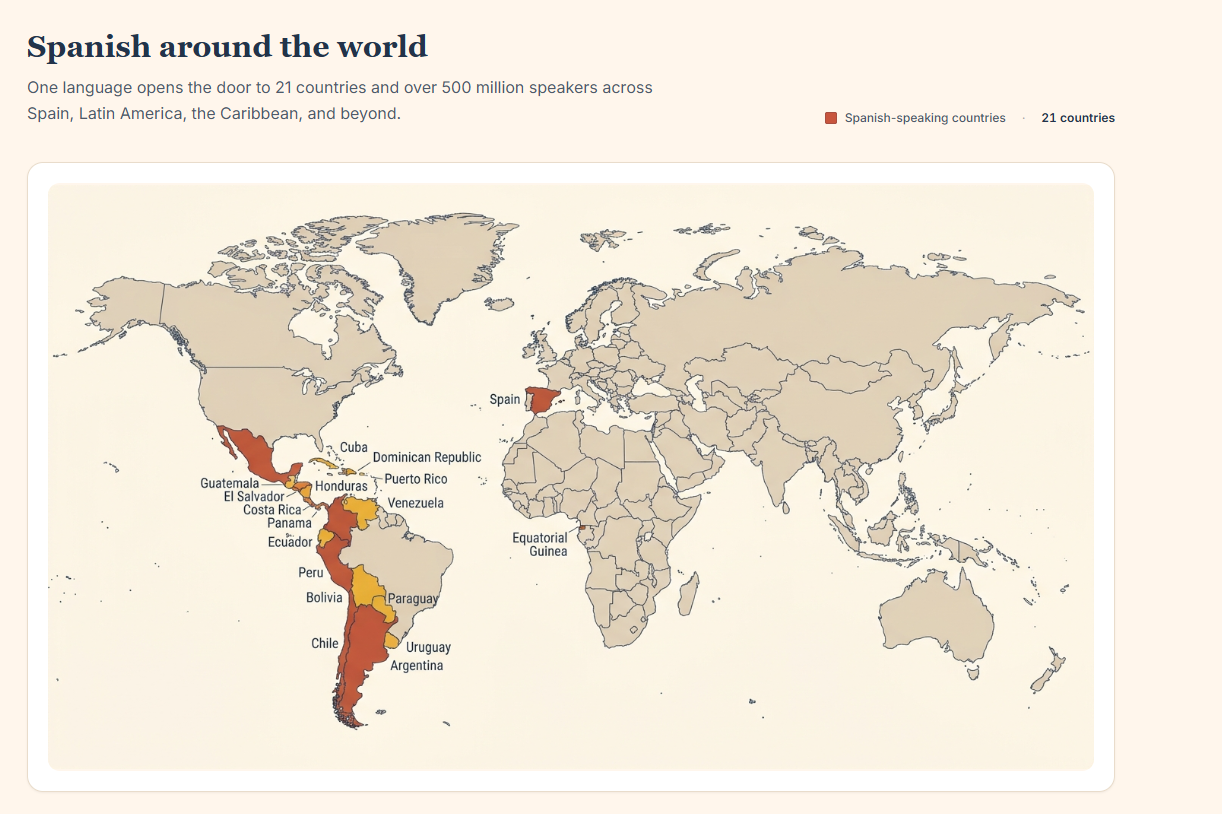 Spanish around the world
One language opens the door to 21 countries and over 500 million speakers across
Spain, Latin America, the Caribbean, and beyond.
Spanish-speaking countries · 21 countries
Spain
Cuba
Dominican Republic
Puerto Rico
Guatemala
Honduras
El Salvador
Venezuela
Costa Rica
Panama
Ecuador
Equatorial
Guinea
Peru
Bolivia
Paraguay
Chile
Uruguay
Argentina